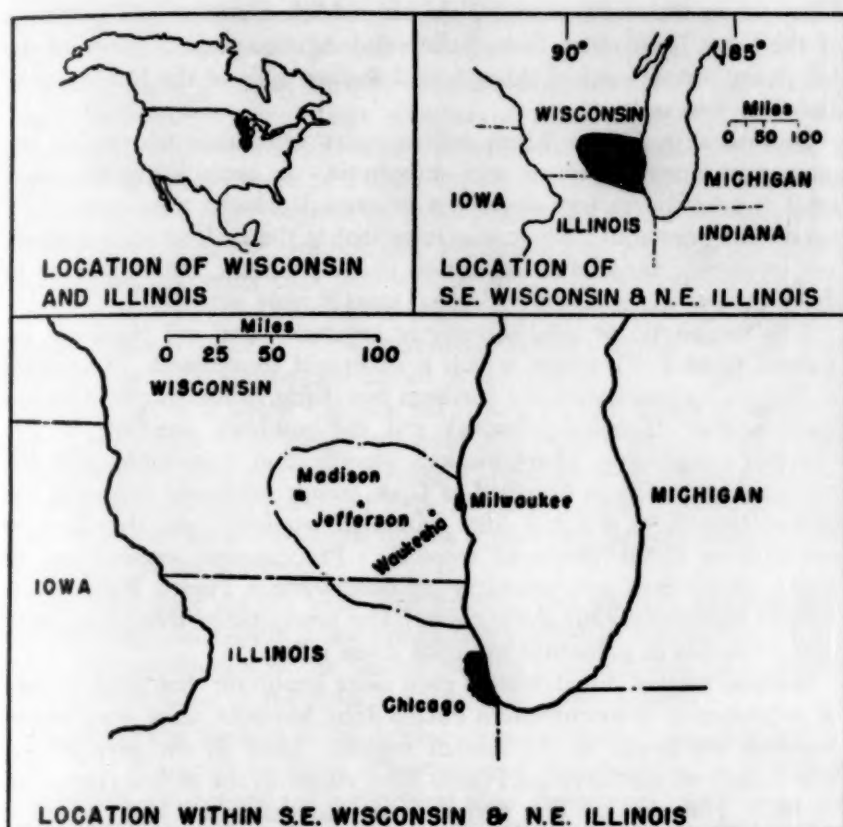 LOCATION OF WISCONSIN
AND ILLINOIS
90°
85°
WISCONSIN
Miles
0 50 100
IOWA
MICHIGAN
ILLINOIS
INDIANA
LOCATION OF
S.E. WISCONSIN & N.E. ILLINOIS
Miles
0 25 50 100
WISCONSIN
Madison
Jefferson
Waukesha
Milwaukee
MICHIGAN
IOWA
ILLINOIS
Chicago
LOCATION WITHIN S.E. WISCONSIN & N.E. ILLINOIS